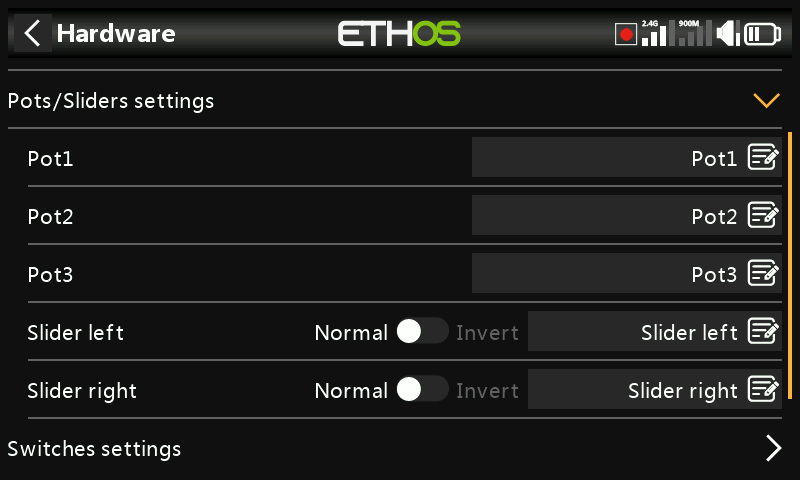 Hardware
ETHOS
2.4G
900M
Pots/Sliders settings
Pot1 Pot1
Pot2 Pot2
Pot3 Pot3
Slider left Normal Invert Slider left
Slider right Normal Invert Slider right
Switches settings